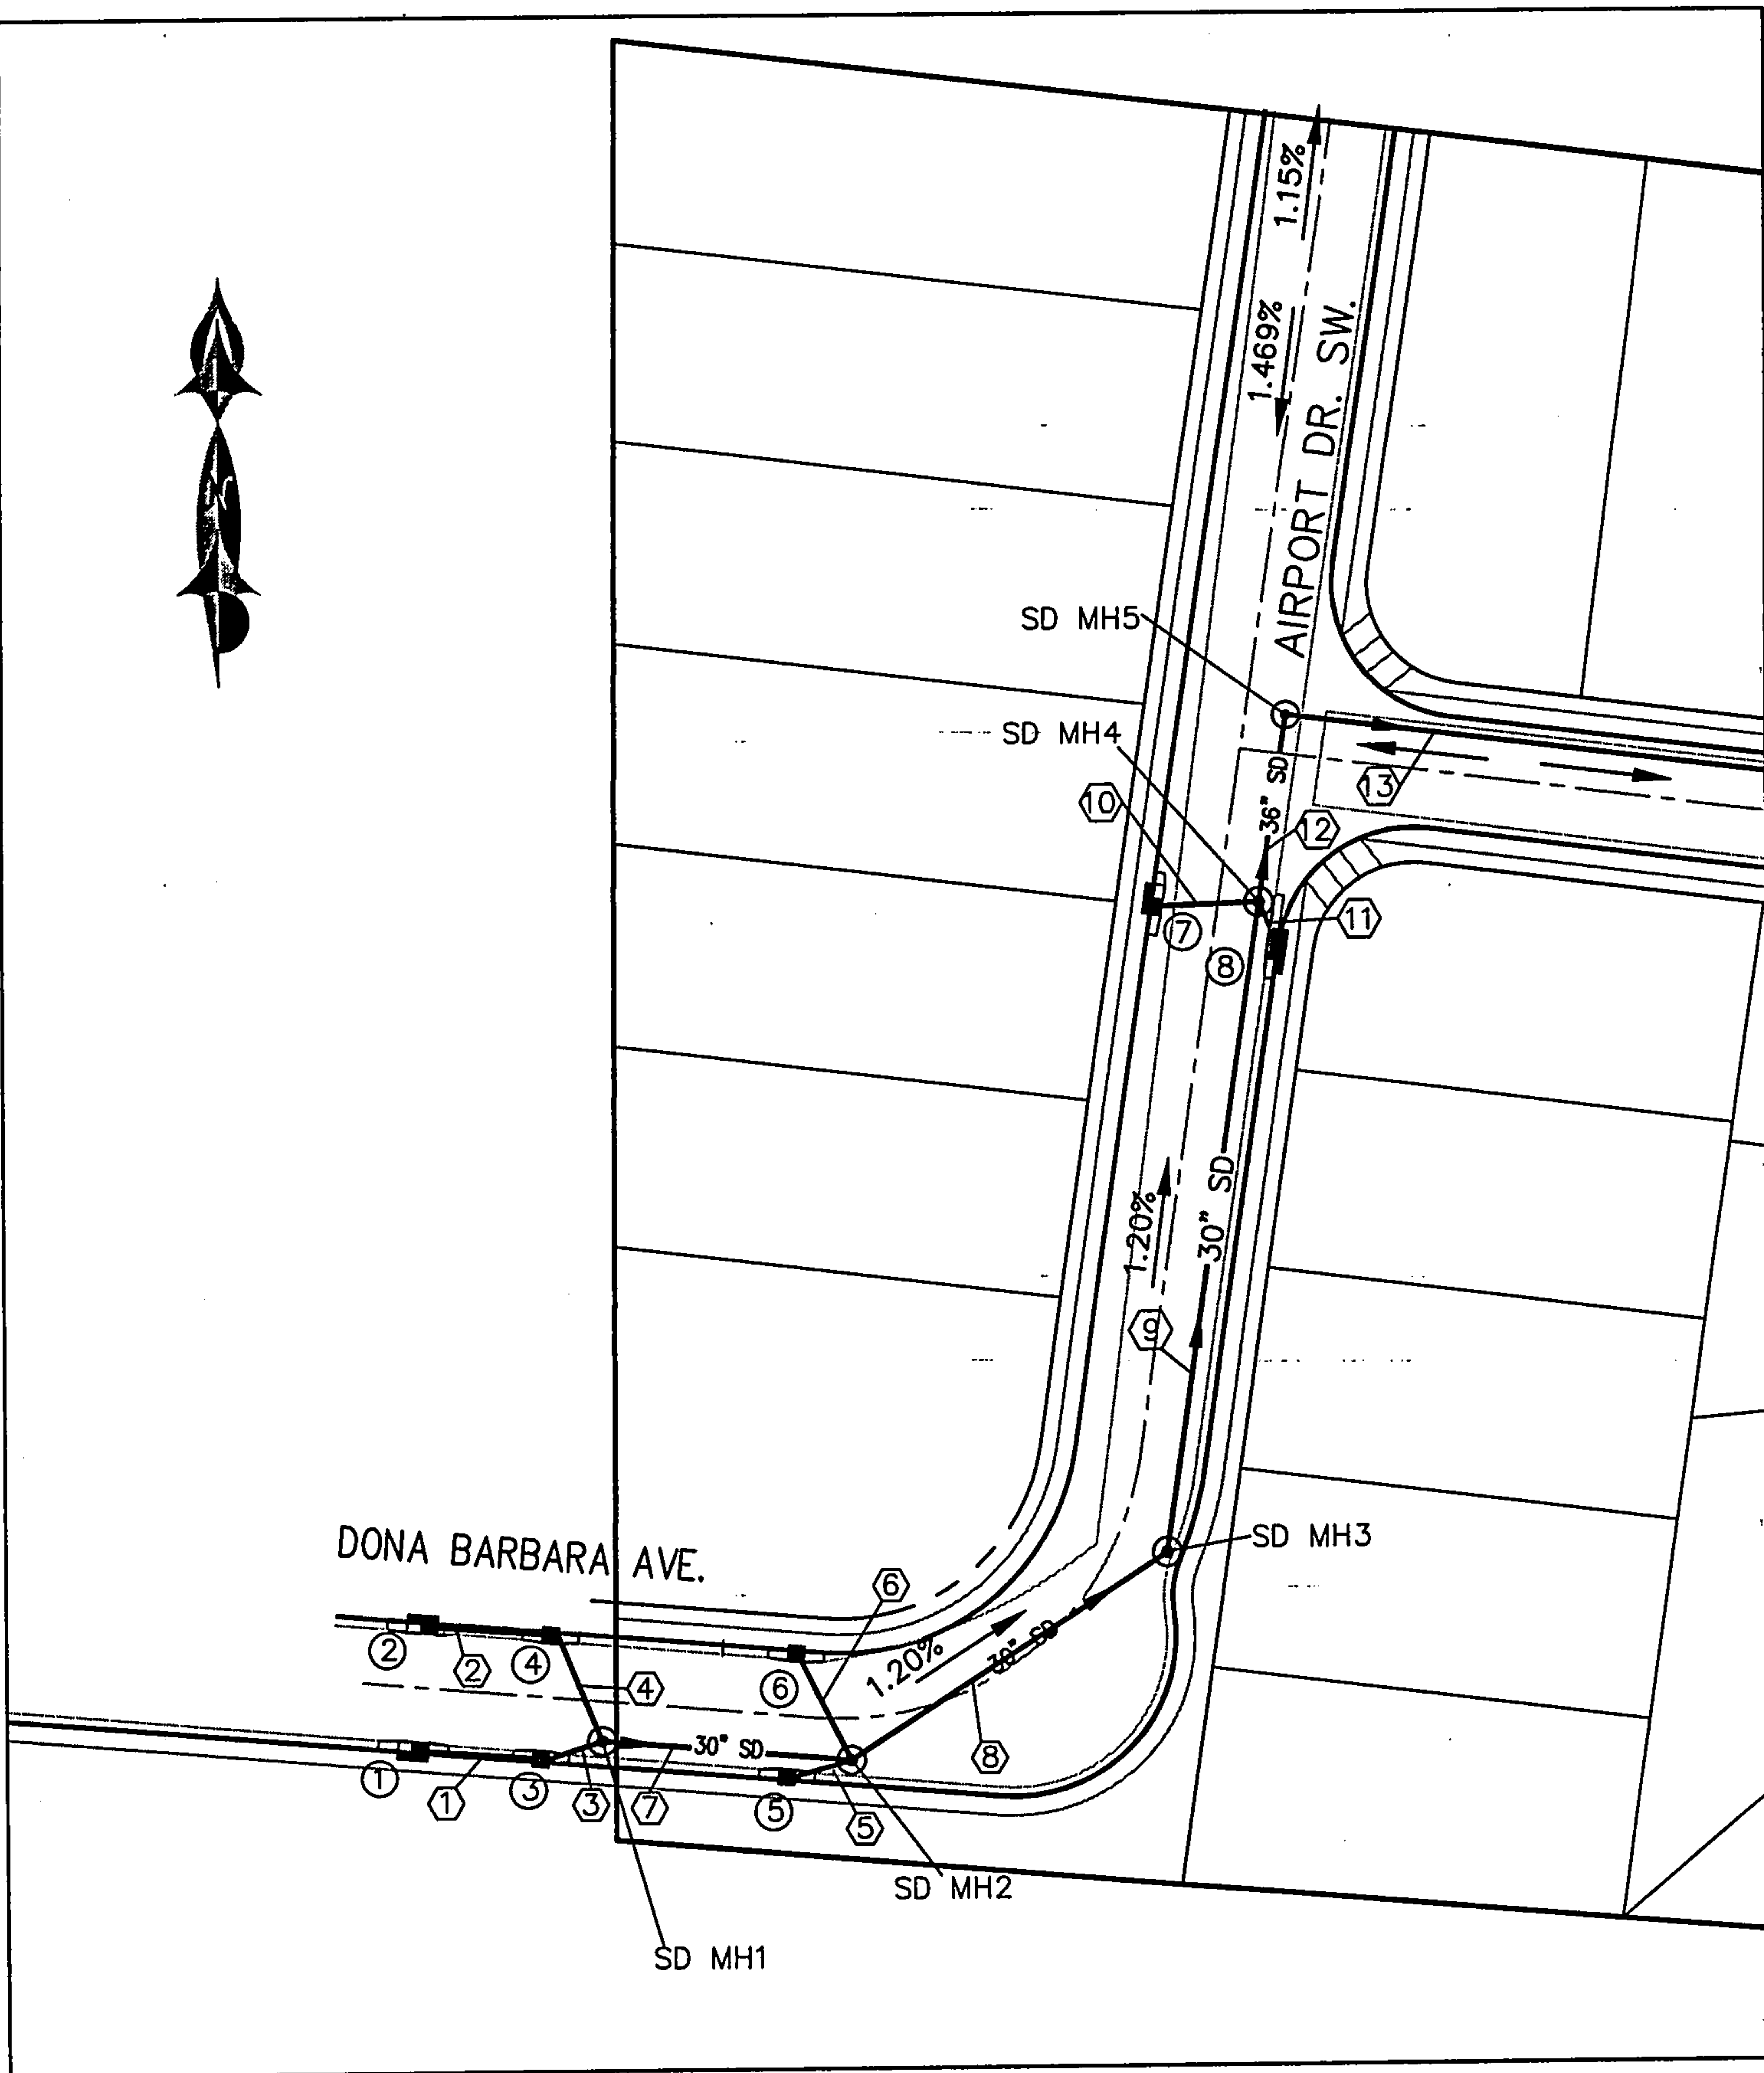 1.15%
1.469%
AIRPORT DR. SW.
SD MH5
SD MH4
36" SD
13
10
12
11
7
8
30" SD
1.20%
9
SD MH3
DONA BARBARA AVE.
6
2
2
4
4
6
1.20%
30" SD
8
30" SD
1
1
3
3
7
5
5
SD MH2
SD MH1